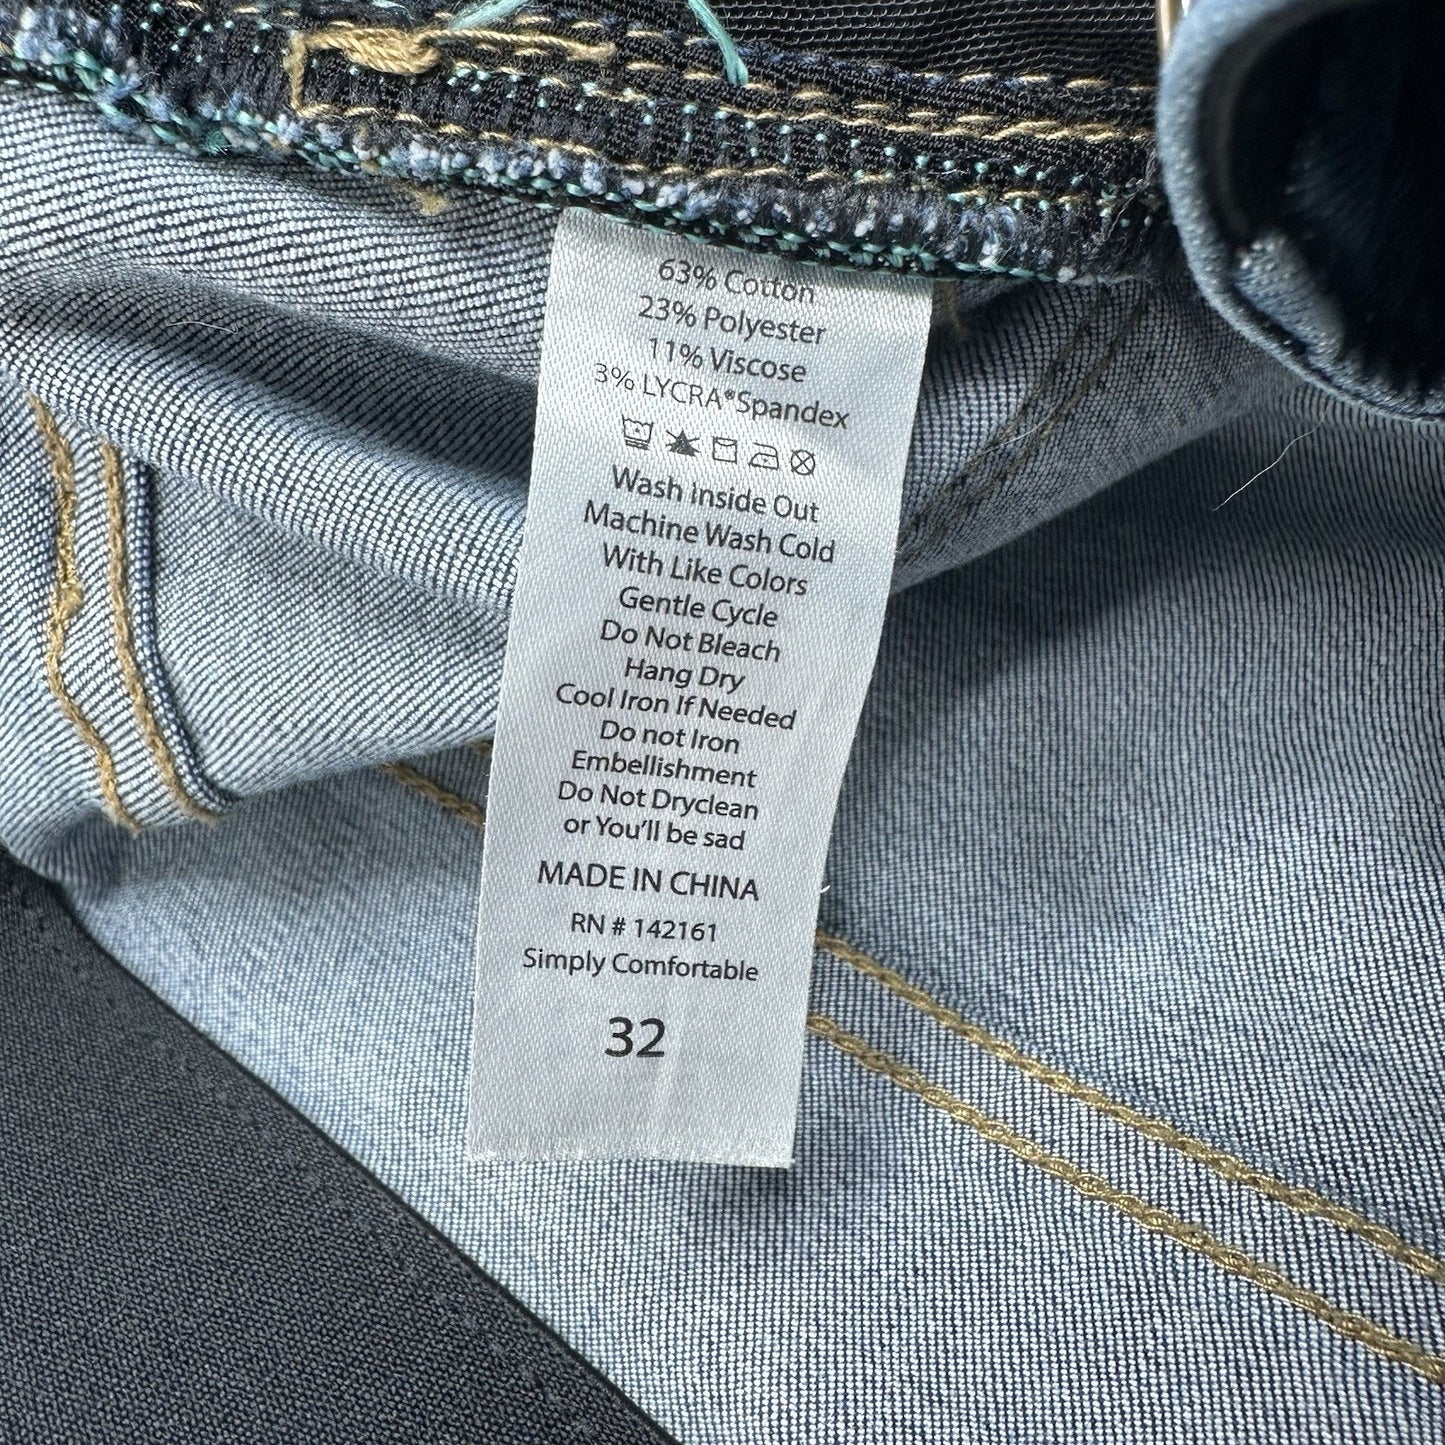 63% Cotton
23% Polyester
11% Viscose
3% LYCRA®Spandex
Wash Inside Out
Machine Wash Cold
With Like Colors
Gentle Cycle
Do Not Bleach
Hang Dry
Cool Iron If Needed
Do not Iron
Embellishment
Do Not Dryclean
or You'll be sad
MADE IN CHINA
RN # 142161
Simply Comfortable
32